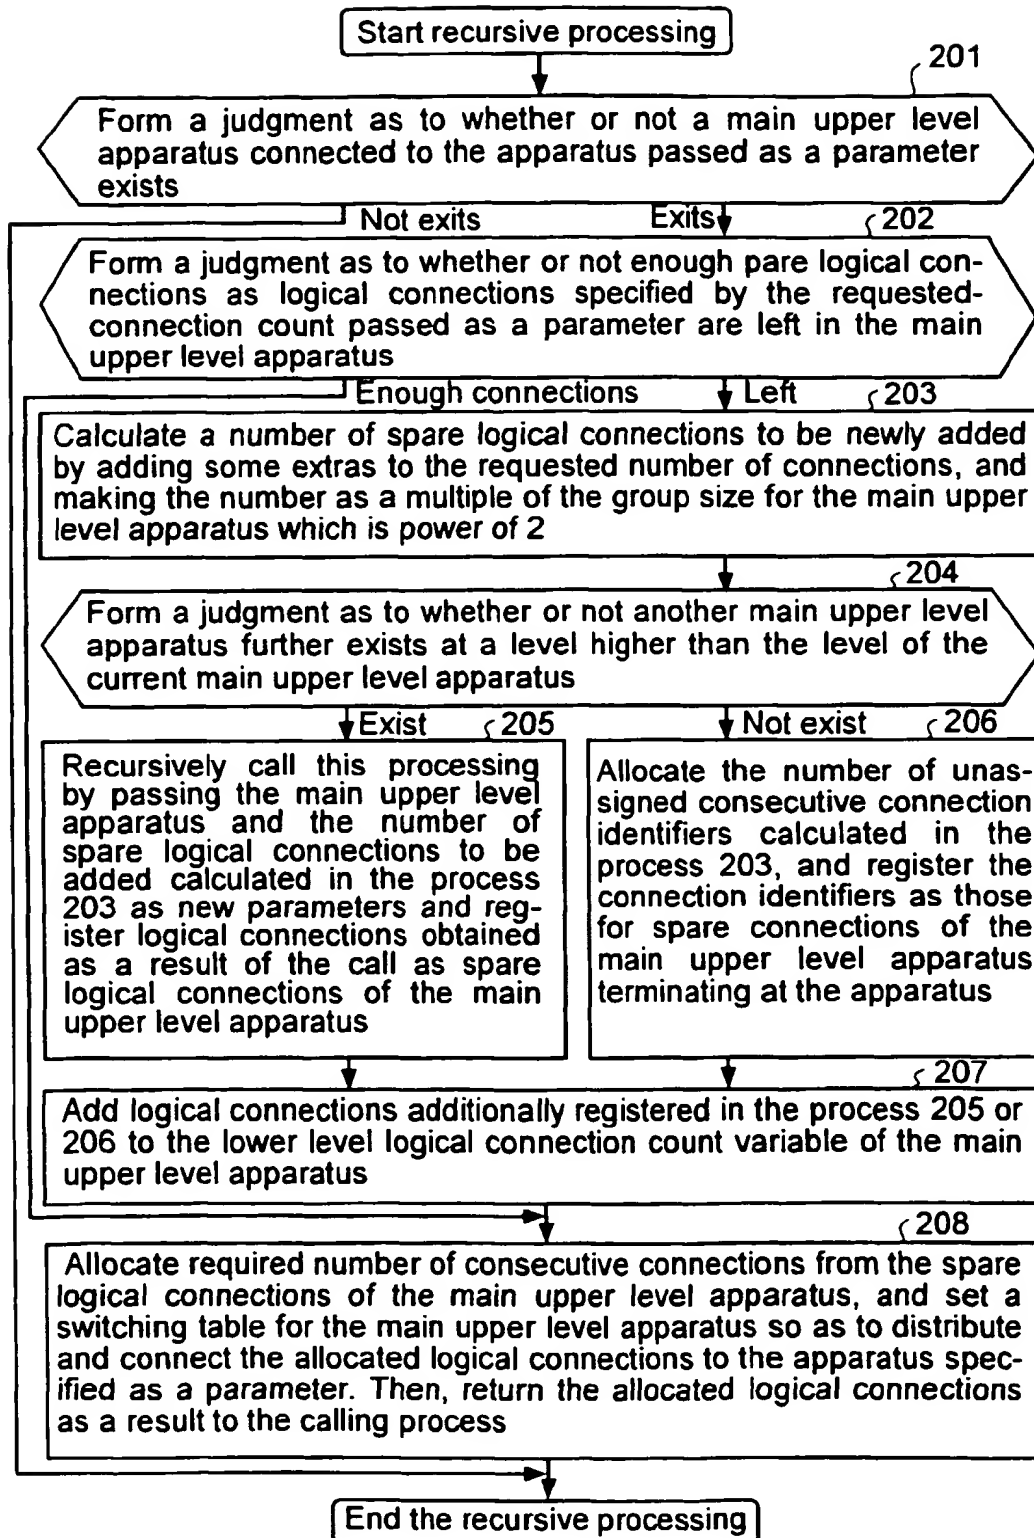 Start recursive processing
201
Form a judgment as to whether or not a main upper level
apparatus connected to the apparatus passed as a parameter
exists
Not exits
Exits
202
Form a judgment as to whether or not enough pare logical con-
nections as logical connections specified by the requested-
connection count passed as a parameter are left in the main
upper level apparatus
Enough connections
Left
203
Calculate a number of spare logical connections to be newly added
by adding some extras to the requested number of connections, and
making the number as a multiple of the group size for the main upper
level apparatus which is power of 2
204
Form a judgment as to whether or not another main upper level
apparatus further exists at a level higher than the level of the
current main upper level apparatus
Exist
205
Not exist
206
Recursively call this processing
by passing the main upper level
apparatus and the number of
spare logical connections to be
added calculated in the process
203 as new parameters and reg-
ister logical connections obtained
as a result of the call as spare
logical connections of the main
upper level apparatus
Allocate the number of unas-
signed consecutive connection
identifiers calculated in the
process 203, and register the
connection identifiers as those
for spare connections of the
main upper level apparatus
terminating at the apparatus
207
Add logical connections additionally registered in the process 205 or
206 to the lower level logical connection count variable of the main
upper level apparatus
208
Allocate required number of consecutive connections from the spare
logical connections of the main upper level apparatus, and set a
switching table for the main upper level apparatus so as to distribute
and connect the allocated logical connections to the apparatus spec-
ified as a parameter. Then, return the allocated logical connections
as a result to the calling process
End the recursive processing